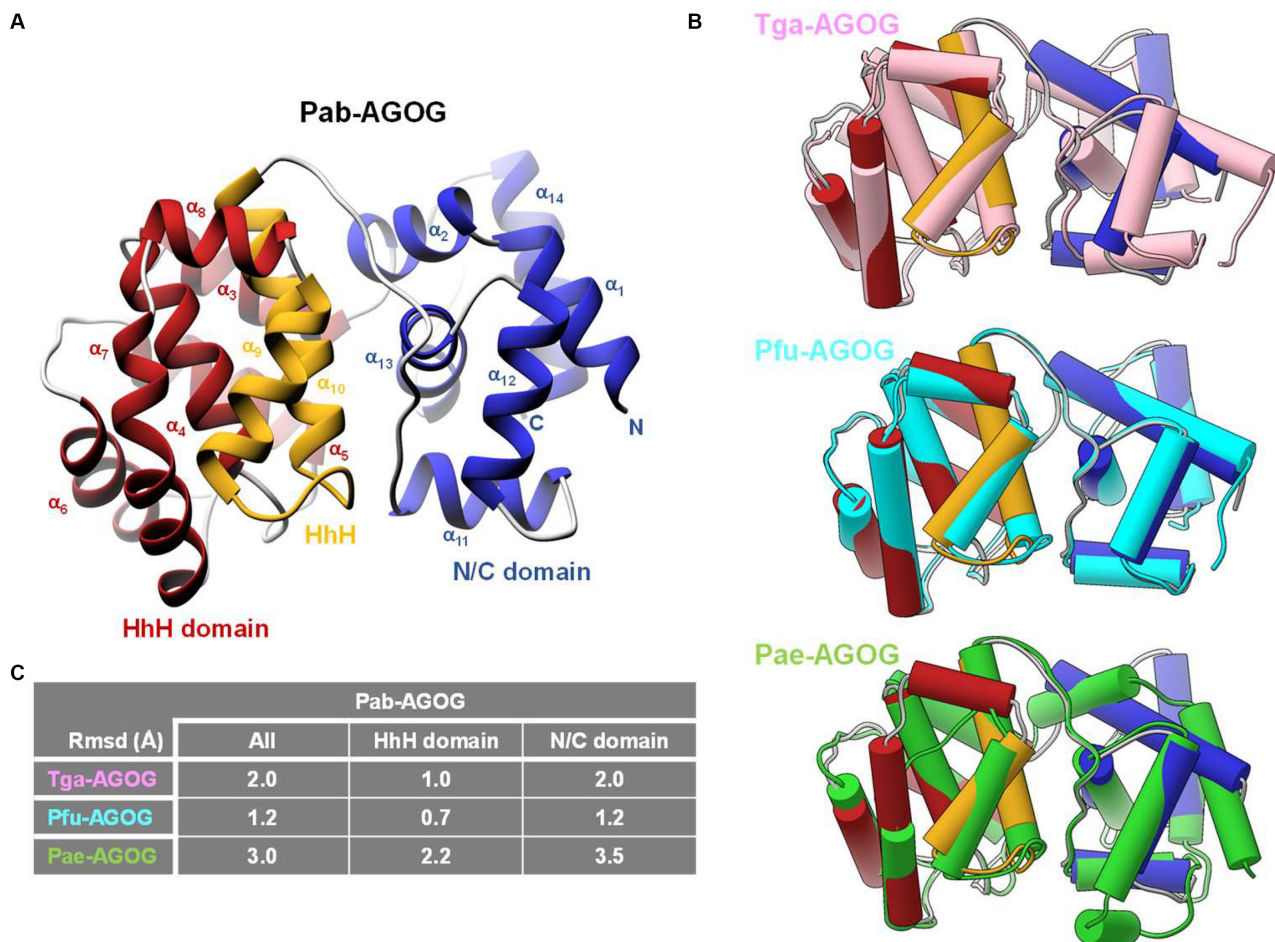 A
Pab-AGOG
α8
α2
α14
α3
α1
α7
α9
α13
α12
α10
α4
C
N
α5
α6
HhH
α11
N/C domain
HhH domain
B
Tga-AGOG
Pfu-AGOG
Pae-AGOG
C
Pab-AGOG
Rmsd (Å) All HhH domain N/C domain
Tga-AGOG 2.0 1.0 2.0
Pfu-AGOG 1.2 0.7 1.2
Pae-AGOG 3.0 2.2 3.5